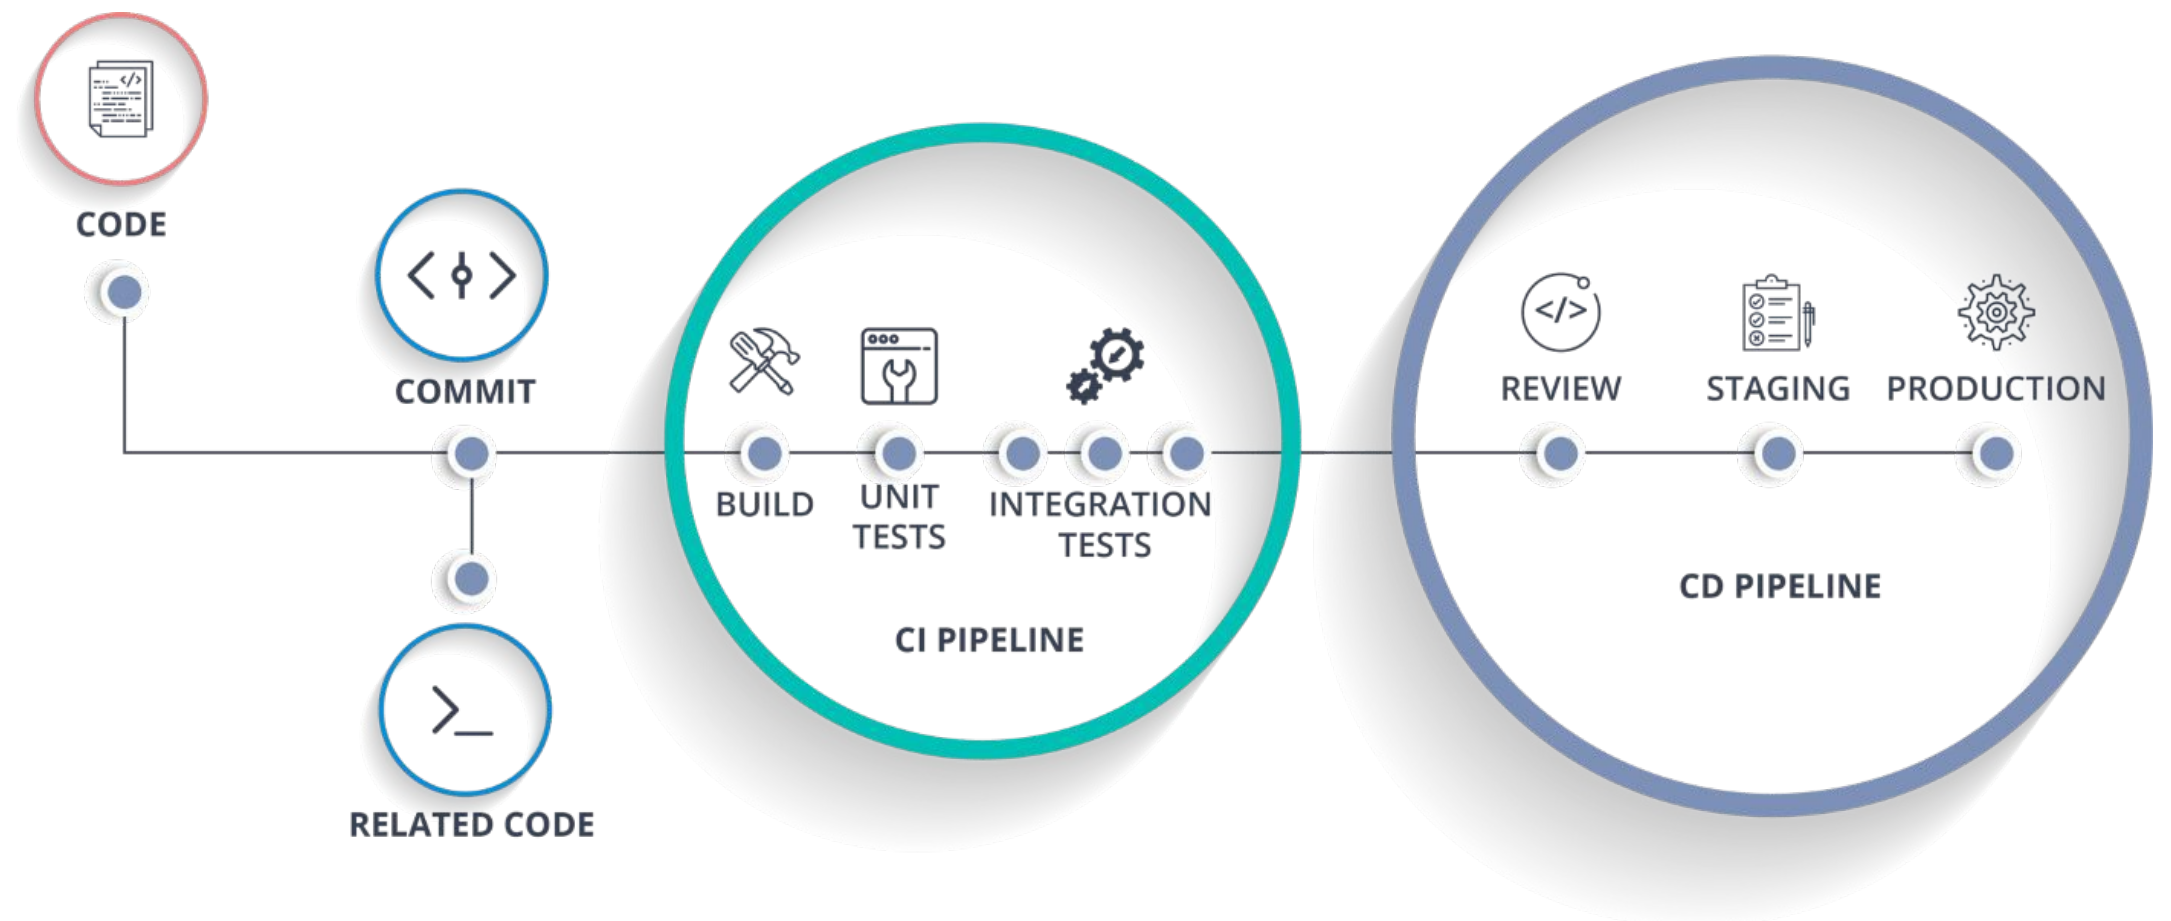 CODE
COMMIT
RELATED CODE
BUILD
UNIT
TESTS
INTEGRATION
TESTS
CI PIPELINE
REVIEW
STAGING
PRODUCTION
CD PIPELINE